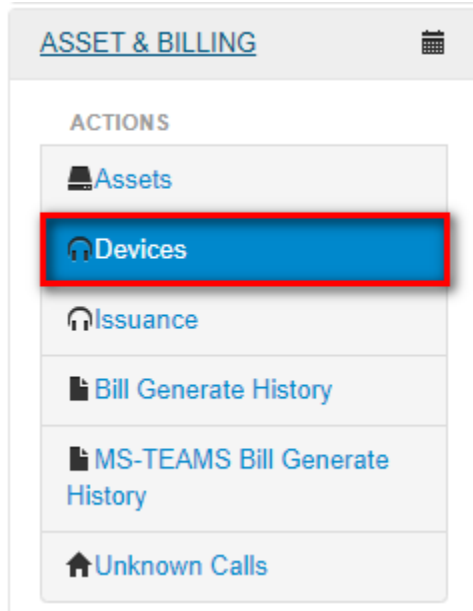 ASSET & BILLING
ACTIONS
Assets
Devices
Issuance
Bill Generate History
MS-TEAMS Bill Generate
History
Unknown Calls